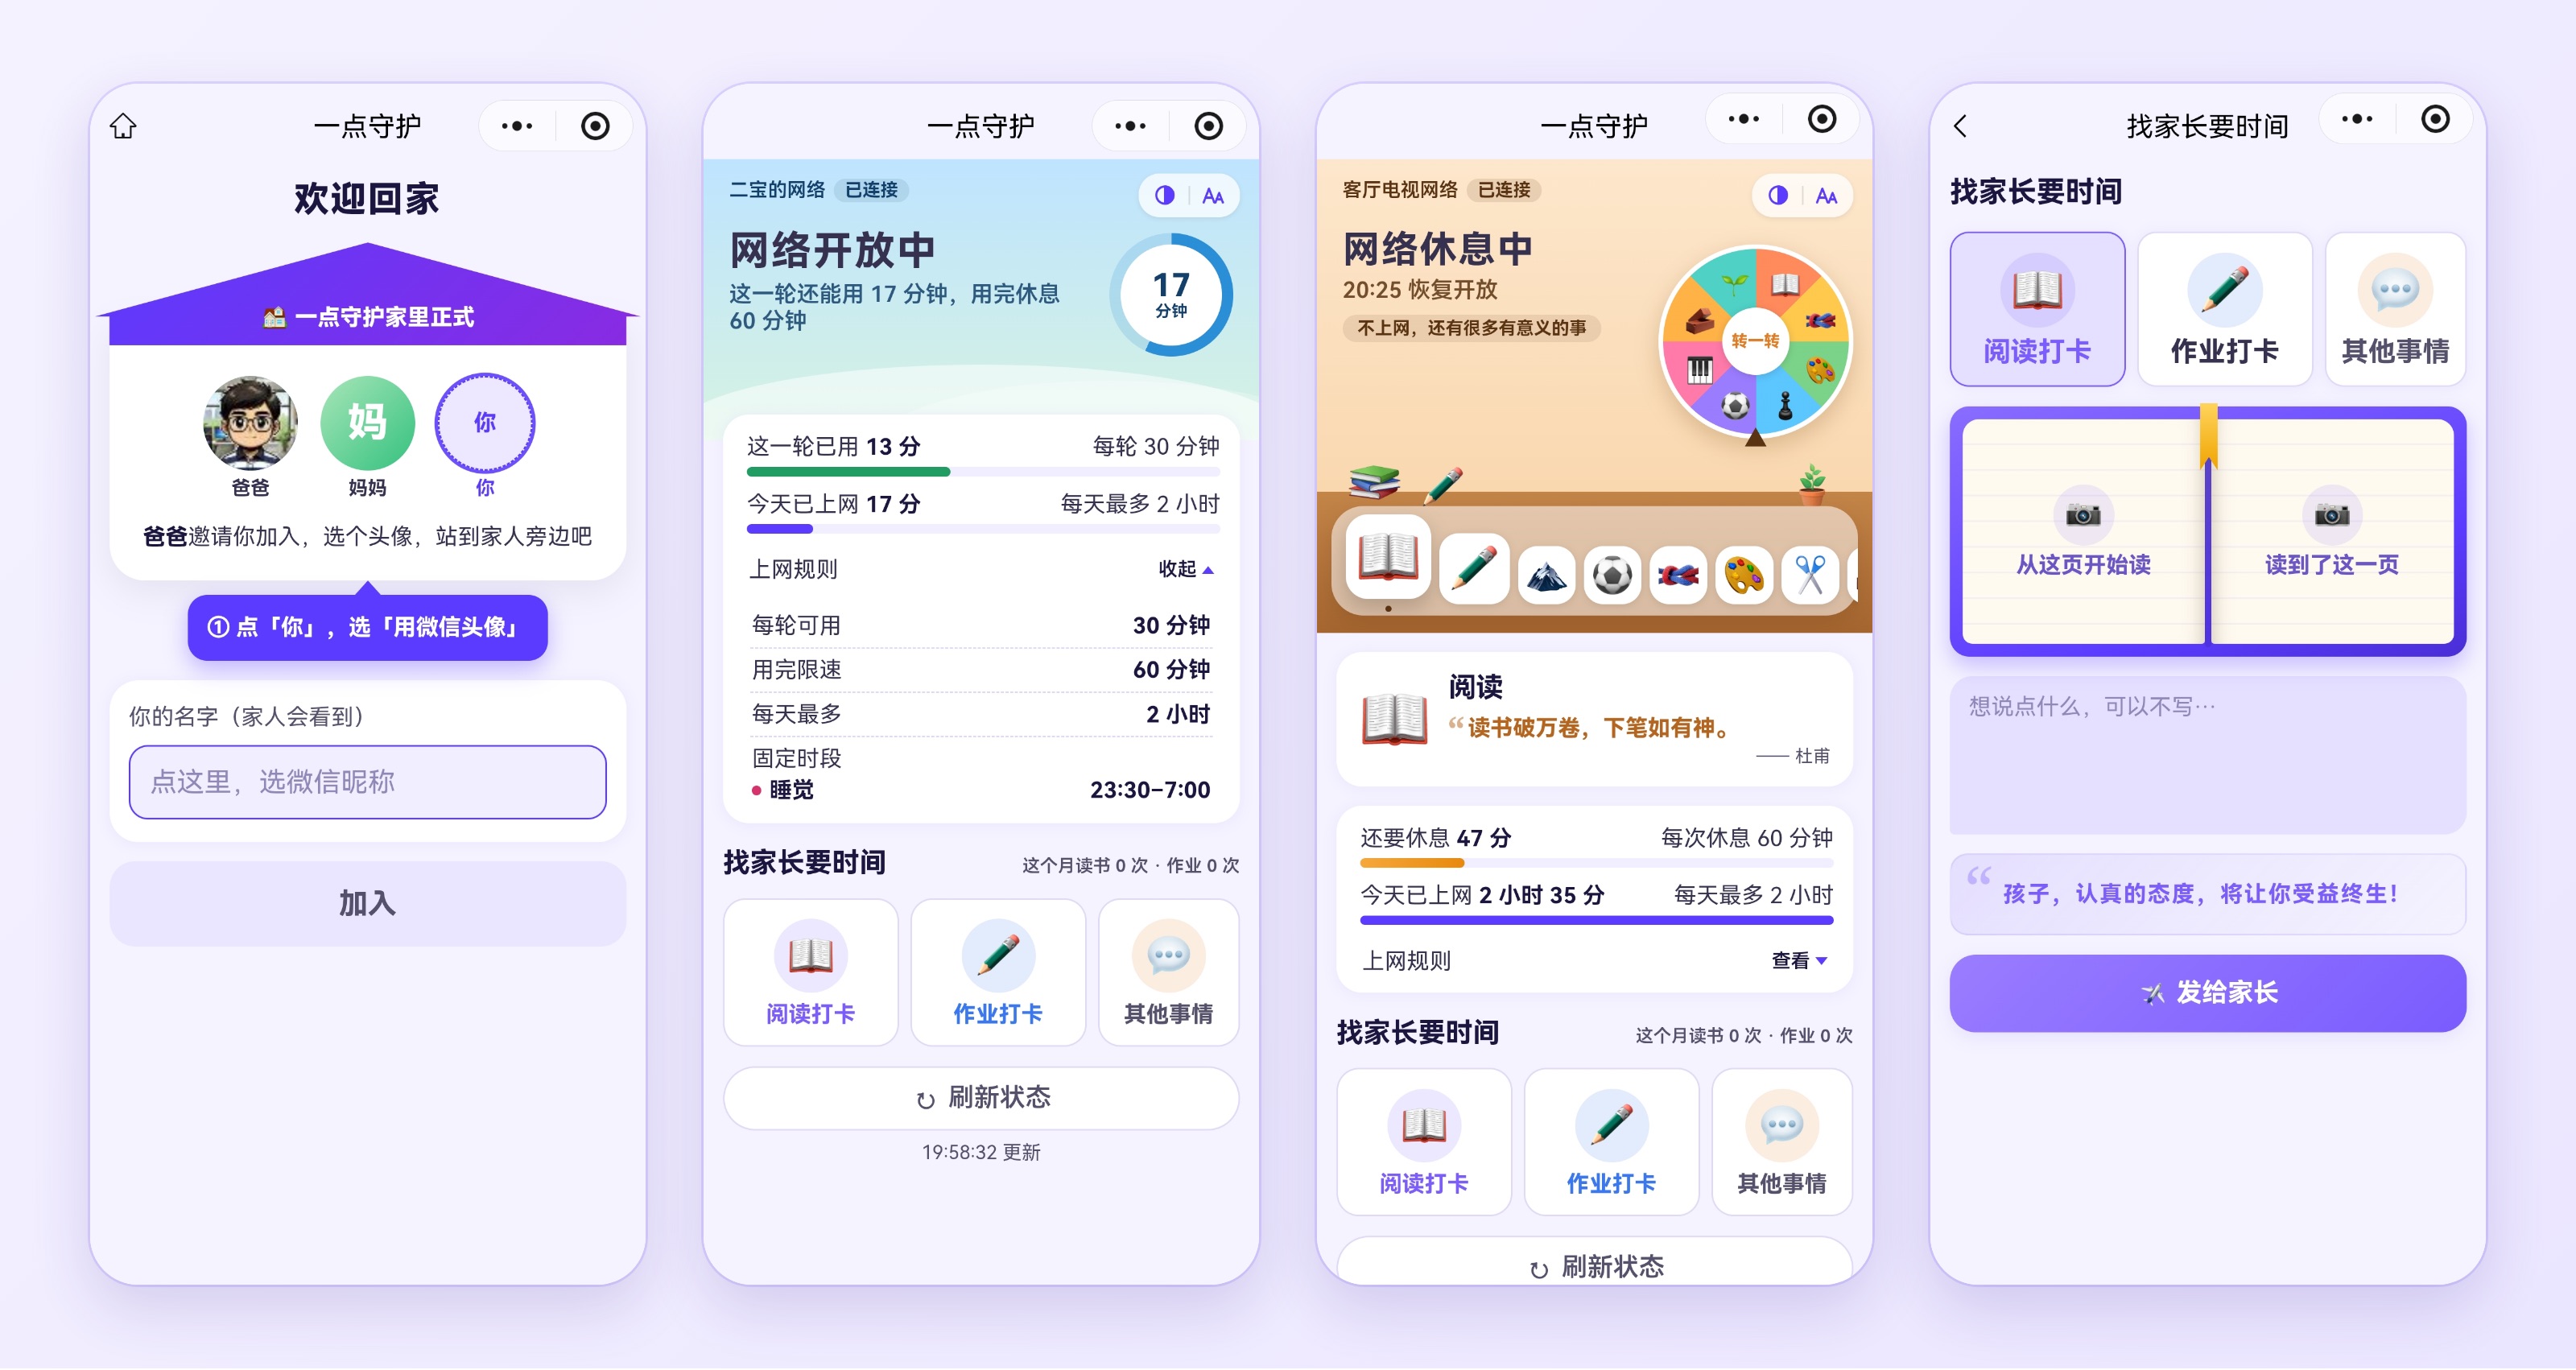 一点守护
欢迎回家
一点守护家里正式
妈
你
爸爸
妈妈
你
爸爸邀请你加入，选个头像，站到家人旁边吧
① 点「你」，选「用微信头像」
你的名字（家人会看到）
点这里，选微信昵称
加入
一点守护
二宝的网络 已连接
网络开放中
这一轮还能用 17 分钟，用完休息
60 分钟
17
分钟
这一轮已用 13 分 每轮 30 分钟
今天已上网 17 分 每天最多 2 小时
上网规则 收起
每轮可用 30 分钟
用完限速 60 分钟
每天最多 2 小时
固定时段
睡觉 23:30–7:00
找家长要时间 这个月读书 0 次 · 作业 0 次
阅读打卡 作业打卡 其他事情
刷新状态
19:58:32 更新
一点守护
客厅电视网络 已连接
网络休息中
20:25 恢复开放
不上网，还有很多有意义的事
转一转
阅读
“读书破万卷，下笔如有神。
—— 杜甫
还要休息 47 分 每次休息 60 分钟
今天已上网 2 小时 35 分 每天最多 2 小时
上网规则 查看
找家长要时间 这个月读书 0 次 · 作业 0 次
阅读打卡 作业打卡 其他事情
刷新状态
找家长要时间
找家长要时间
阅读打卡 作业打卡 其他事情
从这页开始读 读到了这一页
想说点什么，可以不写…
“孩子，认真的态度，将让你受益终生！
发给家长